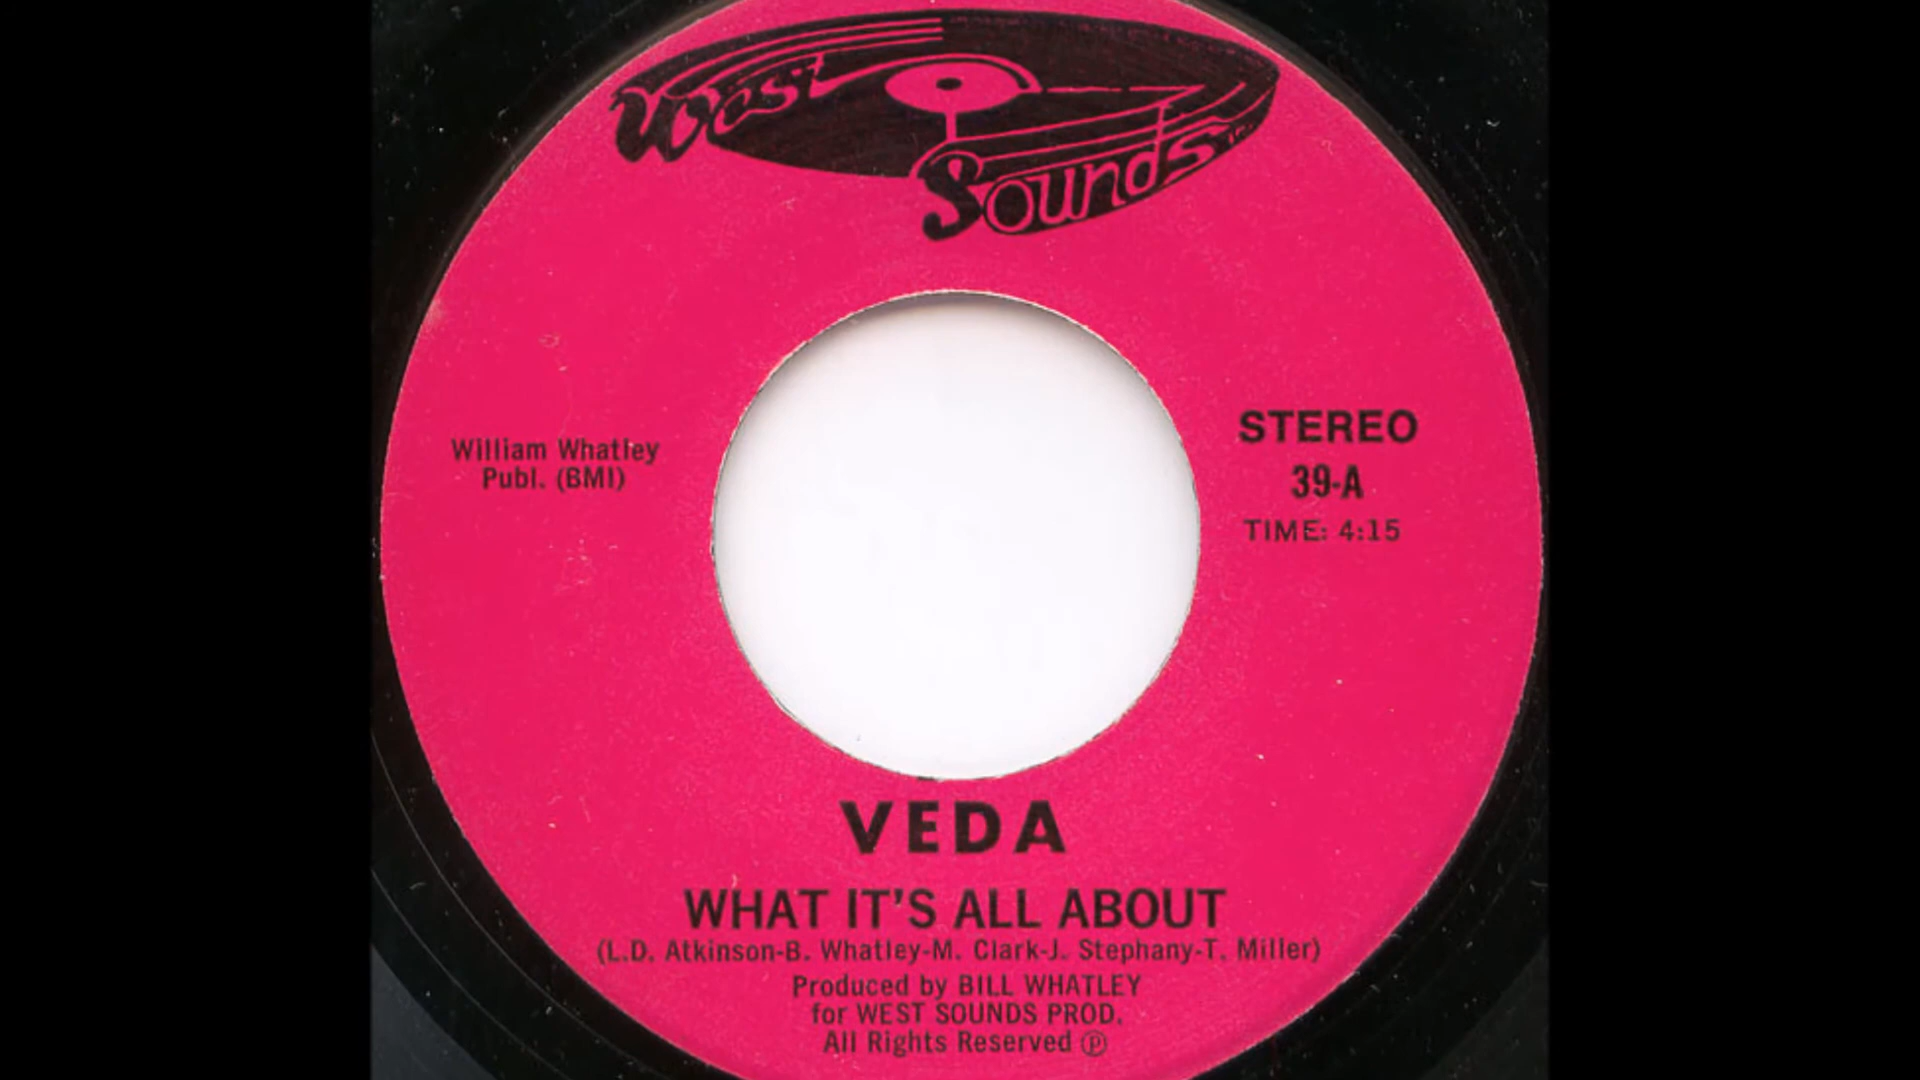 West
Sounds
William Whatley
Publ. (BMI)
STEREO
39-A
TIME: 4:15
VEDA
WHAT IT'S ALL ABOUT
(L.D. Atkinson-B. Whatley-M. Clark-J. Stephany-T. Miller)
Produced by BILL WHATLEY
for WEST SOUNDS PROD.
All Rights Reserved Ⓟ